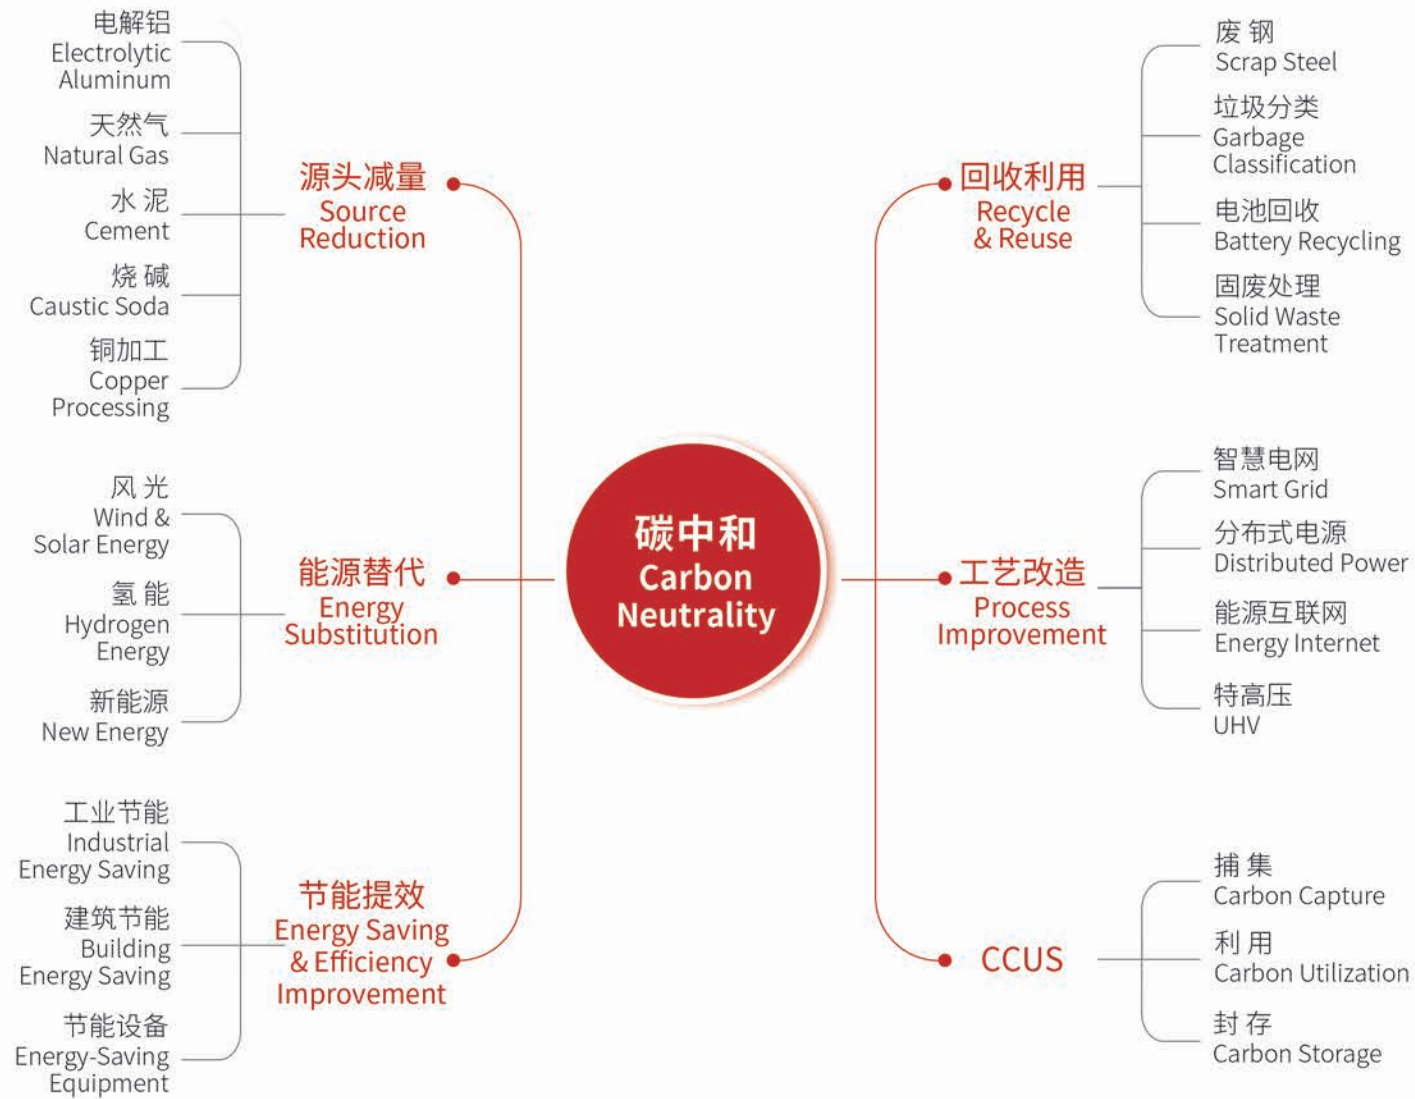 电解铝
Electrolytic
Aluminum
天然气
Natural Gas
水泥
Cement
烧碱
Caustic Soda
铜加工
Copper
Processing
源头减量
Source
Reduction
风光
Wind &
Solar Energy
氢能
Hydrogen
Energy
新能源
New Energy
能源替代
Energy
Substitution
工业节能
Industrial
Energy Saving
建筑节能
Building
Energy Saving
节能设备
Energy-Saving
Equipment
节能提效
Energy Saving
& Efficiency
Improvement
碳中和
Carbon
Neutrality
回收利用
Recycle
& Reuse
废钢
Scrap Steel
垃圾分类
Garbage
Classification
电池回收
Battery Recycling
固废处理
Solid Waste
Treatment
工艺改造
Process
Improvement
智慧电网
Smart Grid
分布式电源
Distributed Power
能源互联网
Energy Internet
特高压
UHV
CCUS
捕集
Carbon Capture
利用
Carbon Utilization
封存
Carbon Storage